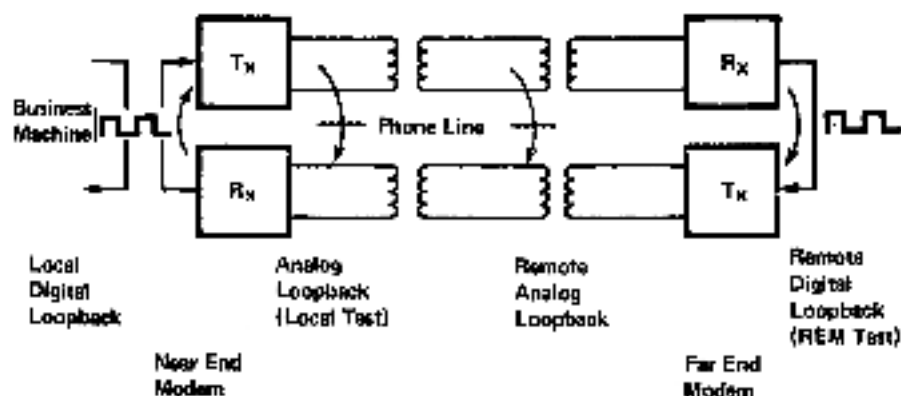 Tx
Rx
Business
Machine
Phone Line
Rx
Tx
Local
Digital
Loopback
Analog
Loopback
(Local Test)
Remote
Analog
Loopback
Remote
Digital
Loopback
(REM Test)
Near End
Modem
Far End
Modem